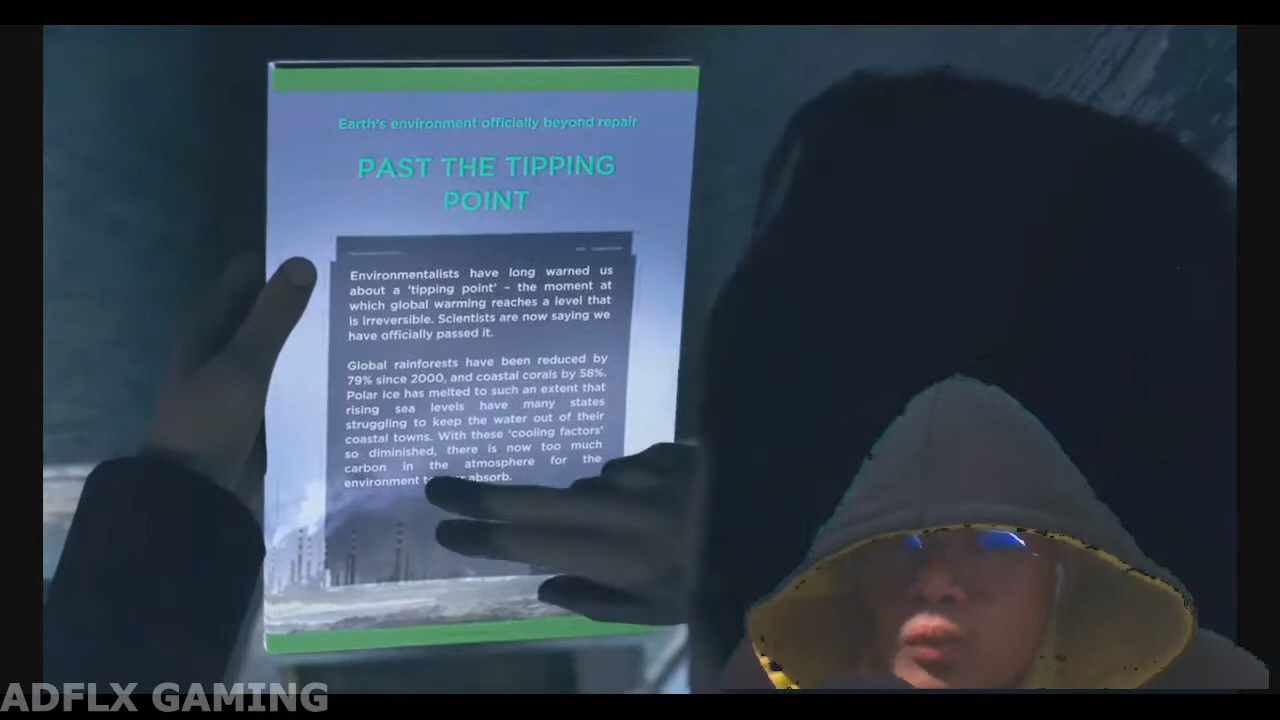 Earth's environment officially beyond repair
PAST THE TIPPING
POINT
Environmentalists have long warned us
about a 'tipping point' – the moment at
which global warming reaches a level that
is irreversible. Scientists are now saying we
have officially passed it.
Global rainforests have been reduced by
79% since 2000, and coastal corals by 58%.
Polar ice has melted to such an extent that
rising sea levels have many states
struggling to keep the water out of their
coastal towns. With these 'cooling factors'
so diminished, there is now too much
carbon in the atmosphere for the
environment absorb.
ADFLX GAMING